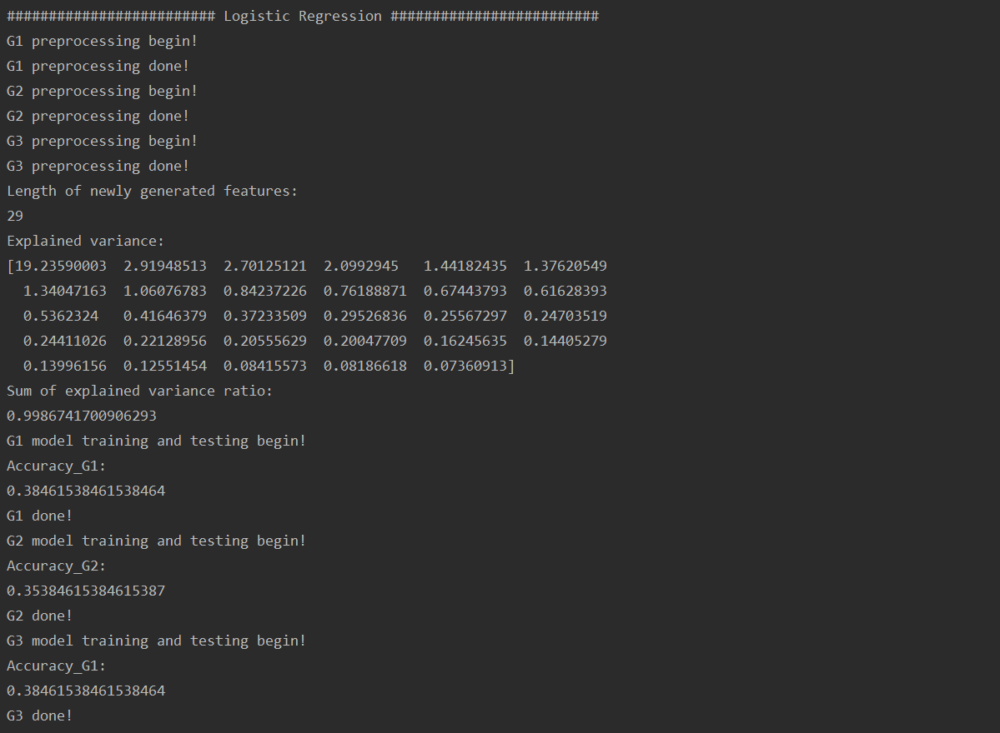 ######################### Logistic Regression #########################
G1 preprocessing begin!
G1 preprocessing done!
G2 preprocessing begin!
G2 preprocessing done!
G3 preprocessing begin!
G3 preprocessing done!
Length of newly generated features:
29
Explained variance:
[19.23590003  2.91948513  2.70125121  2.0992945   1.44182435  1.37620549
  1.34047163  1.06076783  0.84237226  0.76188871  0.67443793  0.61628393
  0.5362324   0.41646379  0.37233509  0.29526836  0.25567297  0.24703519
  0.24411026  0.22128956  0.20555629  0.20047709  0.16245635  0.14405279
  0.13996156  0.12551454  0.08415573  0.08186618  0.07360913]
Sum of explained variance ratio:
0.9986741700906293
G1 model training and testing begin!
Accuracy_G1:
0.38461538461538464
G1 done!
G2 model training and testing begin!
Accuracy_G2:
0.35384615384615387
G2 done!
G3 model training and testing begin!
Accuracy_G1:
0.38461538461538464
G3 done!